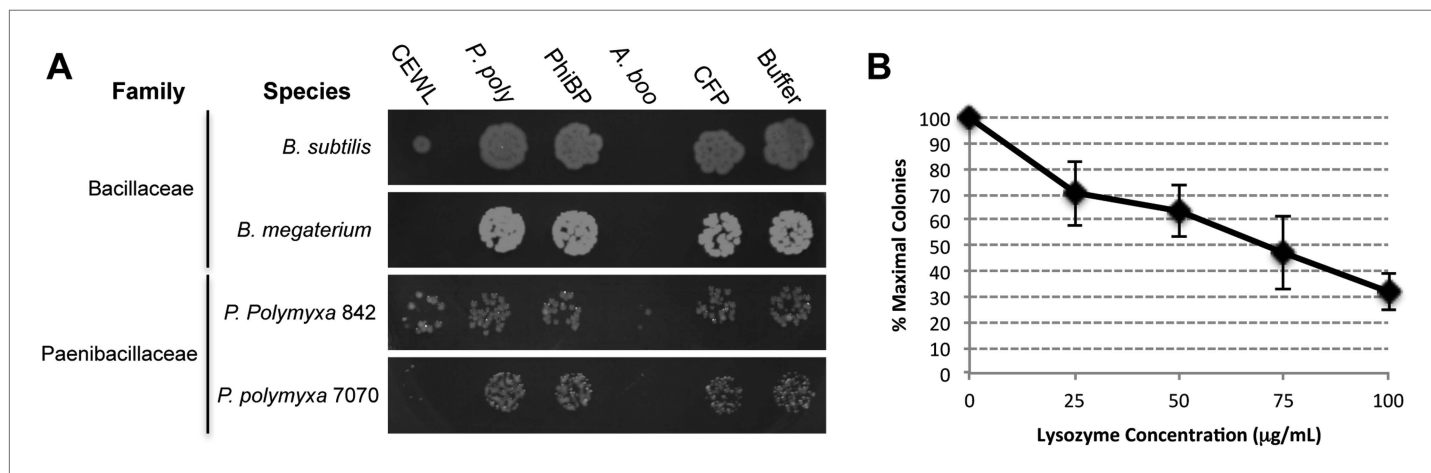 A
Family
Species
CEWL
P. poly
PhiBP
A. boo
CFP
Buffer
Bacillaceae
B. subtilis
B. megaterium
Paenibacillaceae
P. Polymyxa 842
P. polymyxa 7070
B
% Maximal Colonies
100
90
80
70
60
50
40
30
20
10
0
0 25 50 75 100
Lysozyme Concentration (μg/mL)